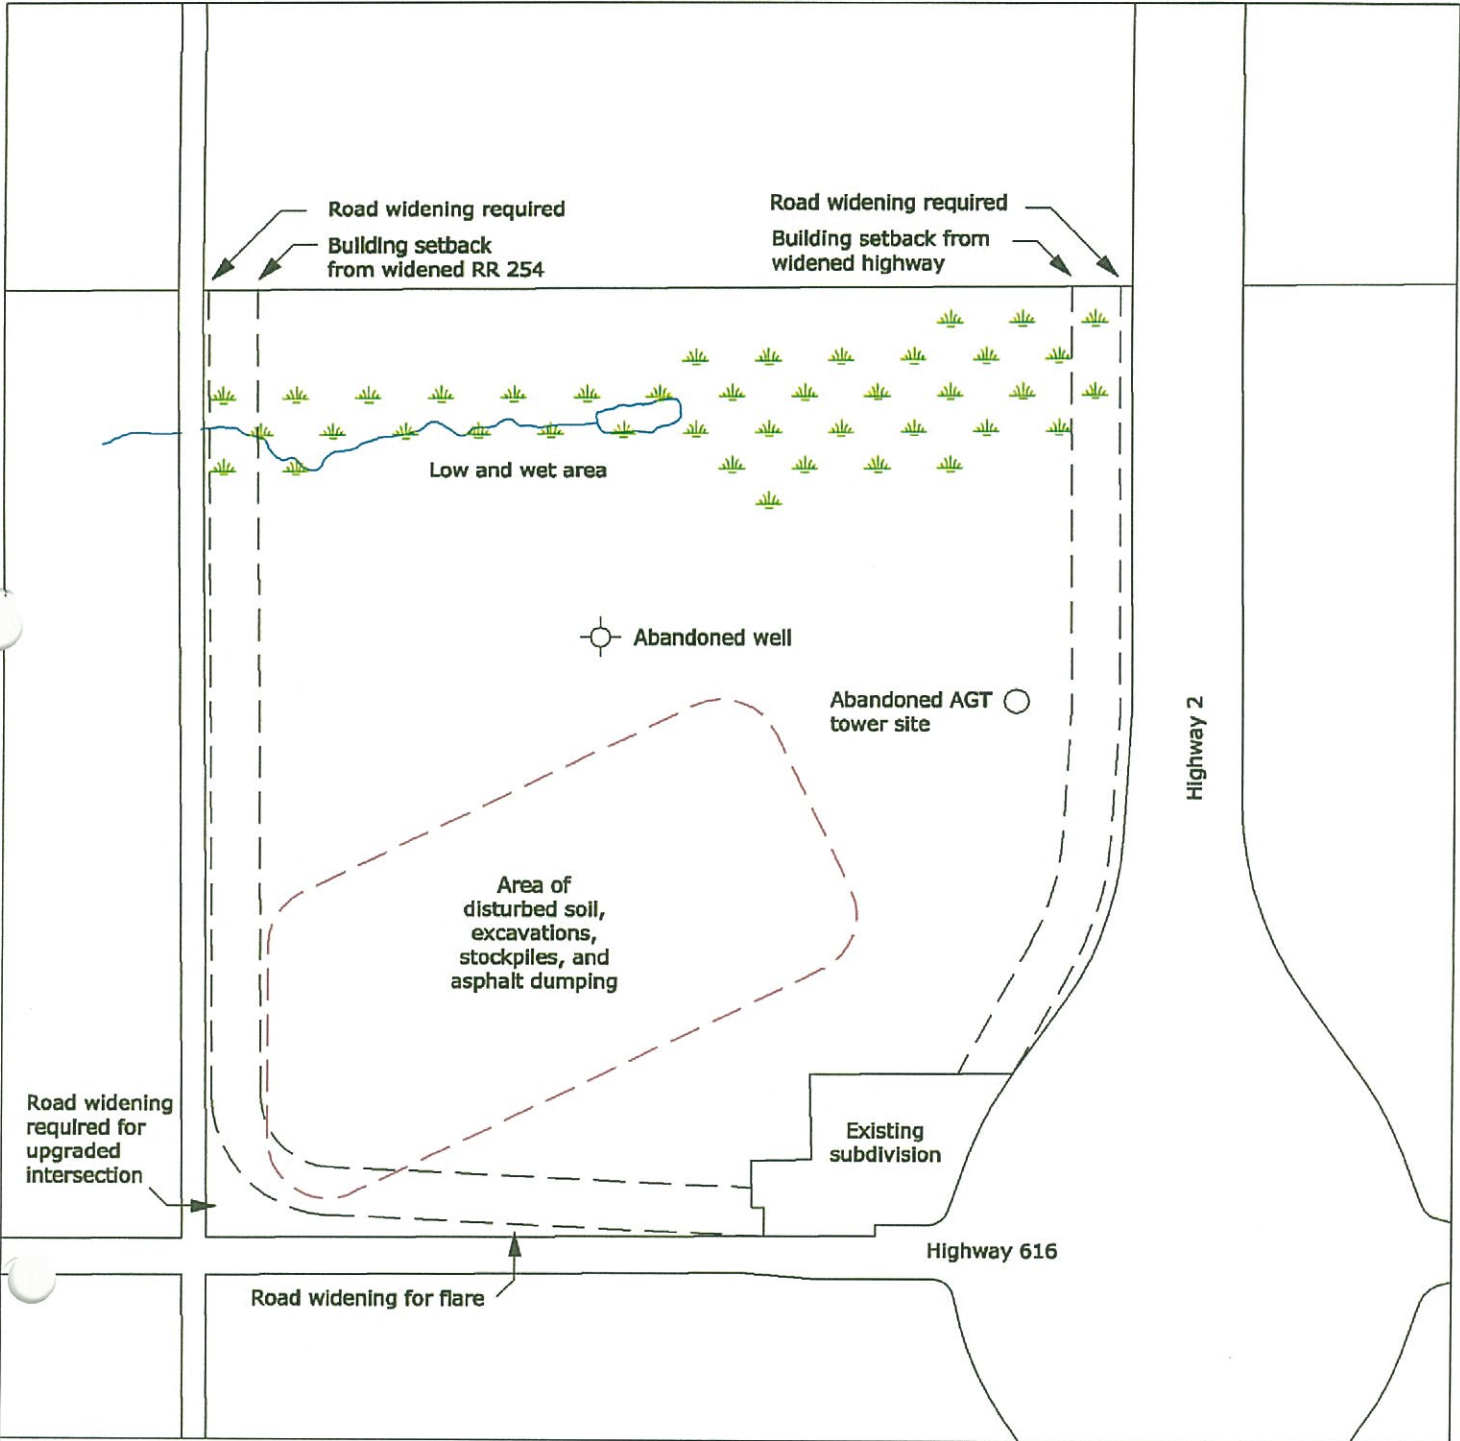 Road widening required
Building setback
from widened RR 254
Road widening required
Building setback from
widened highway
Low and wet area
Abandoned well
Abandoned AGT
tower site
Highway 2
Area of
disturbed soil,
excavations,
stockpiles, and
asphalt dumping
Road widening
required for
upgraded
intersection
Existing
subdivision
Highway 616
Road widening for flare